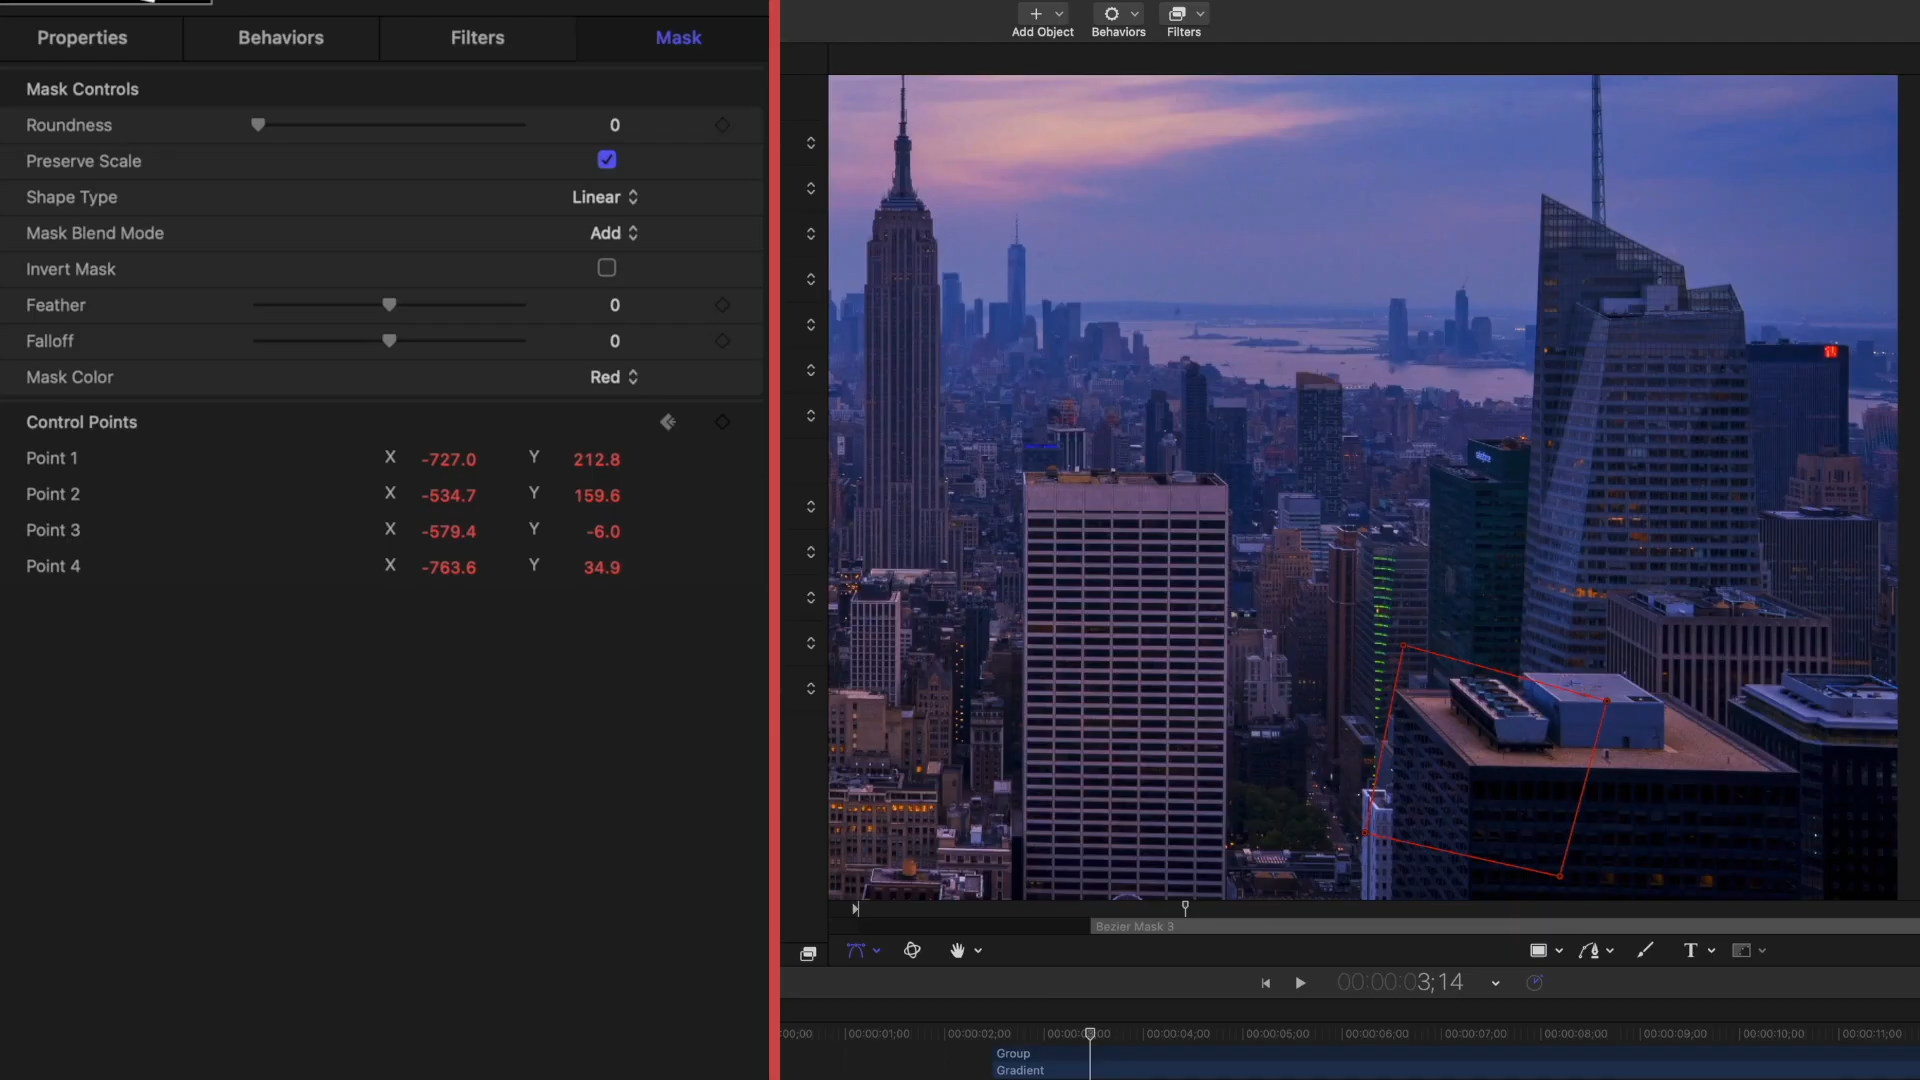 Properties
Behaviors
Filters
Mask
Mask Controls
Roundness 0
Preserve Scale
Shape Type Linear
Mask Blend Mode Add
Invert Mask
Feather 0
Falloff 0
Mask Color Red
Control Points
Point 1 X -727.0 Y 212.8
Point 2 X -534.7 Y 159.6
Point 3 X -579.4 Y -6.0
Point 4 X -763.6 Y 34.9
Add Object
Behaviors
Filters
Bezier Mask 3
T
00:00:03;14
00:00:01;00 00:00:02;00 00:00:04;00 00:00:05;00 00:00:06;00 00:00:07;00 00:00:08;00 00:00:09;00 00:00:10;00 00:00:11;00
Group
Gradient